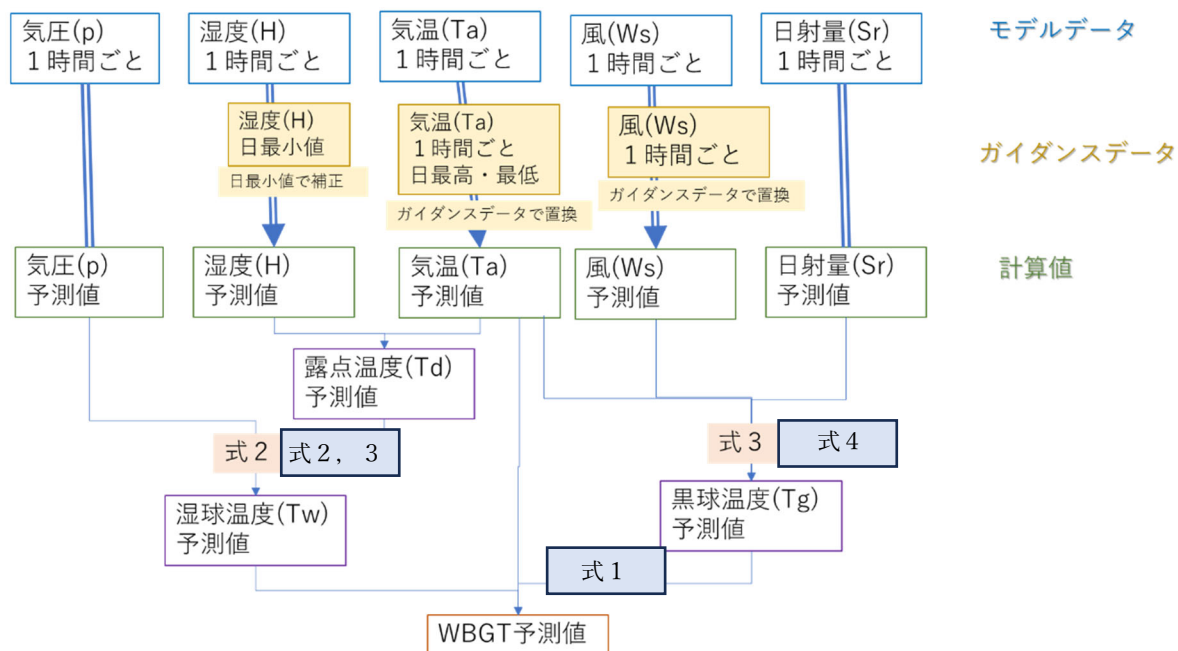 気圧(p)
１時間ごと
湿度(H)
１時間ごと
気温(Ta)
１時間ごと
風(Ws)
１時間ごと
日射量(Sr)
１時間ごと
モデルデータ
湿度(H)
日最小値
日最小値で補正
気温(Ta)
１時間ごと
日最高・最低
ガイダンスデータで置換
風(Ws)
１時間ごと
ガイダンスデータで置換
ガイダンスデータ
気圧(p)
予測値
湿度(H)
予測値
気温(Ta)
予測値
風(Ws)
予測値
日射量(Sr)
予測値
計算値
露点温度(Td)
予測値
式２
式２，３
式３
式４
湿球温度(Tw)
予測値
黒球温度(Tg)
予測値
式１
WBGT予測値